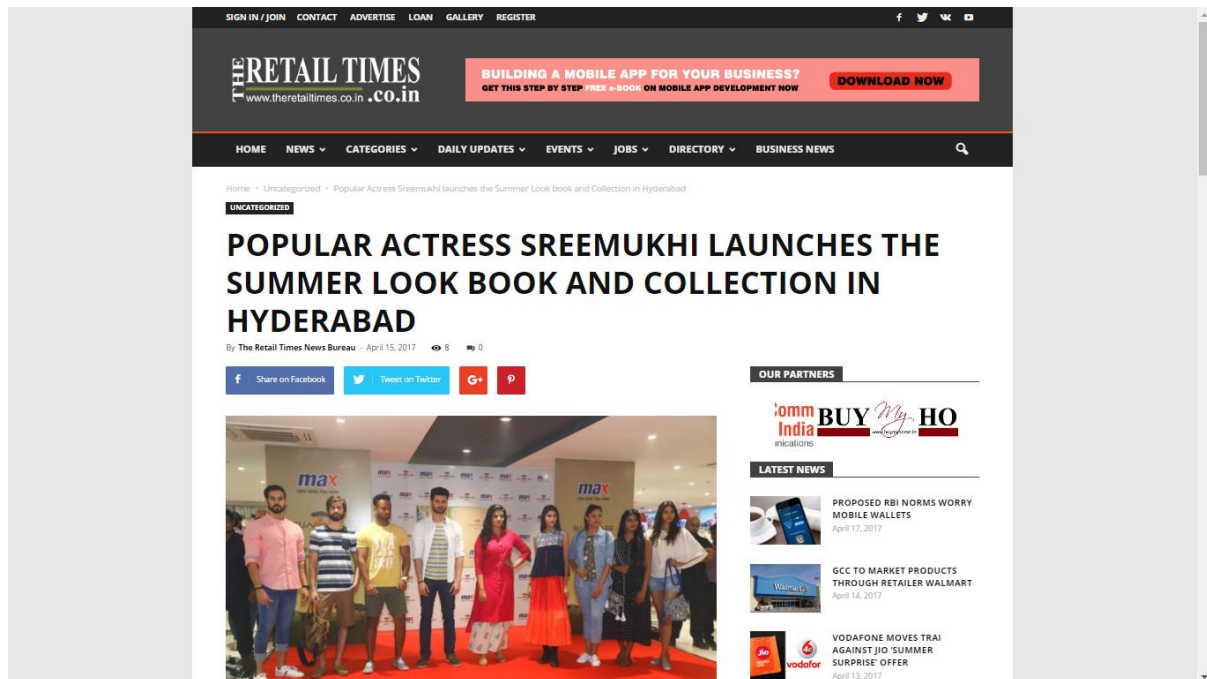 SIGN IN / JOIN CONTACT ADVERTISE LOAN GALLERY REGISTER
THE RETAIL TIMES
www.theretailtimes.co.in .co.in
BUILDING A MOBILE APP FOR YOUR BUSINESS?
GET THIS STEP BY STEP FREE e-BOOK ON MOBILE APP DEVELOPMENT NOW
DOWNLOAD NOW
HOME NEWS CATEGORIES DAILY UPDATES EVENTS JOBS DIRECTORY BUSINESS NEWS
Home Uncategorized Popular Actress Sreemukhi launches the Summer Look book and Collection in Hyderabad
UNCATEGORIZED
POPULAR ACTRESS SREEMUKHI LAUNCHES THE
SUMMER LOOK BOOK AND COLLECTION IN
HYDERABAD
By The Retail Times News Bureau - April 15, 2017 8 0
f Share on Facebook Tweet on Twitter G+
max
max
OUR PARTNERS
Comm
India
nications
BUY My HO
LATEST NEWS
PROPOSED RBI NORMS WORRY
MOBILE WALLETS
April 17, 2017
Walmart
GCC TO MARKET PRODUCTS
THROUGH RETAILER WALMART
April 14, 2017
Jio
4G
vodafor
VODAFONE MOVES TRAI
AGAINST JIO 'SUMMER
SURPRISE' OFFER
April 13, 2017